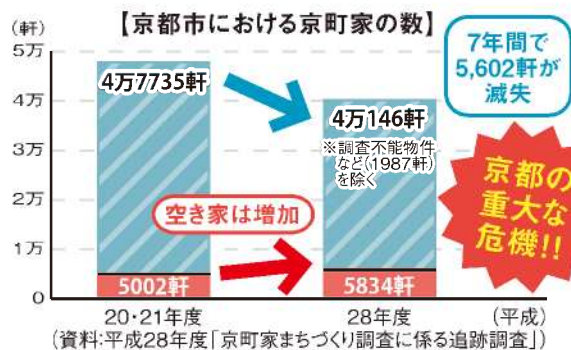 【京都市における京町家の数】
(軒)
7年間で
5,602軒が
滅失
5万
4万
3万
2万
1万
0
4万7735軒
4万146軒
※調査不能物件
など(1987軒)
を除く
京都の
重大な
危機!!
空き家は増加
5002軒
5834軒
20・21年度
28年度
(平成)
(資料:平成28年度「京町家まちづくり調査に係る追跡調査」)